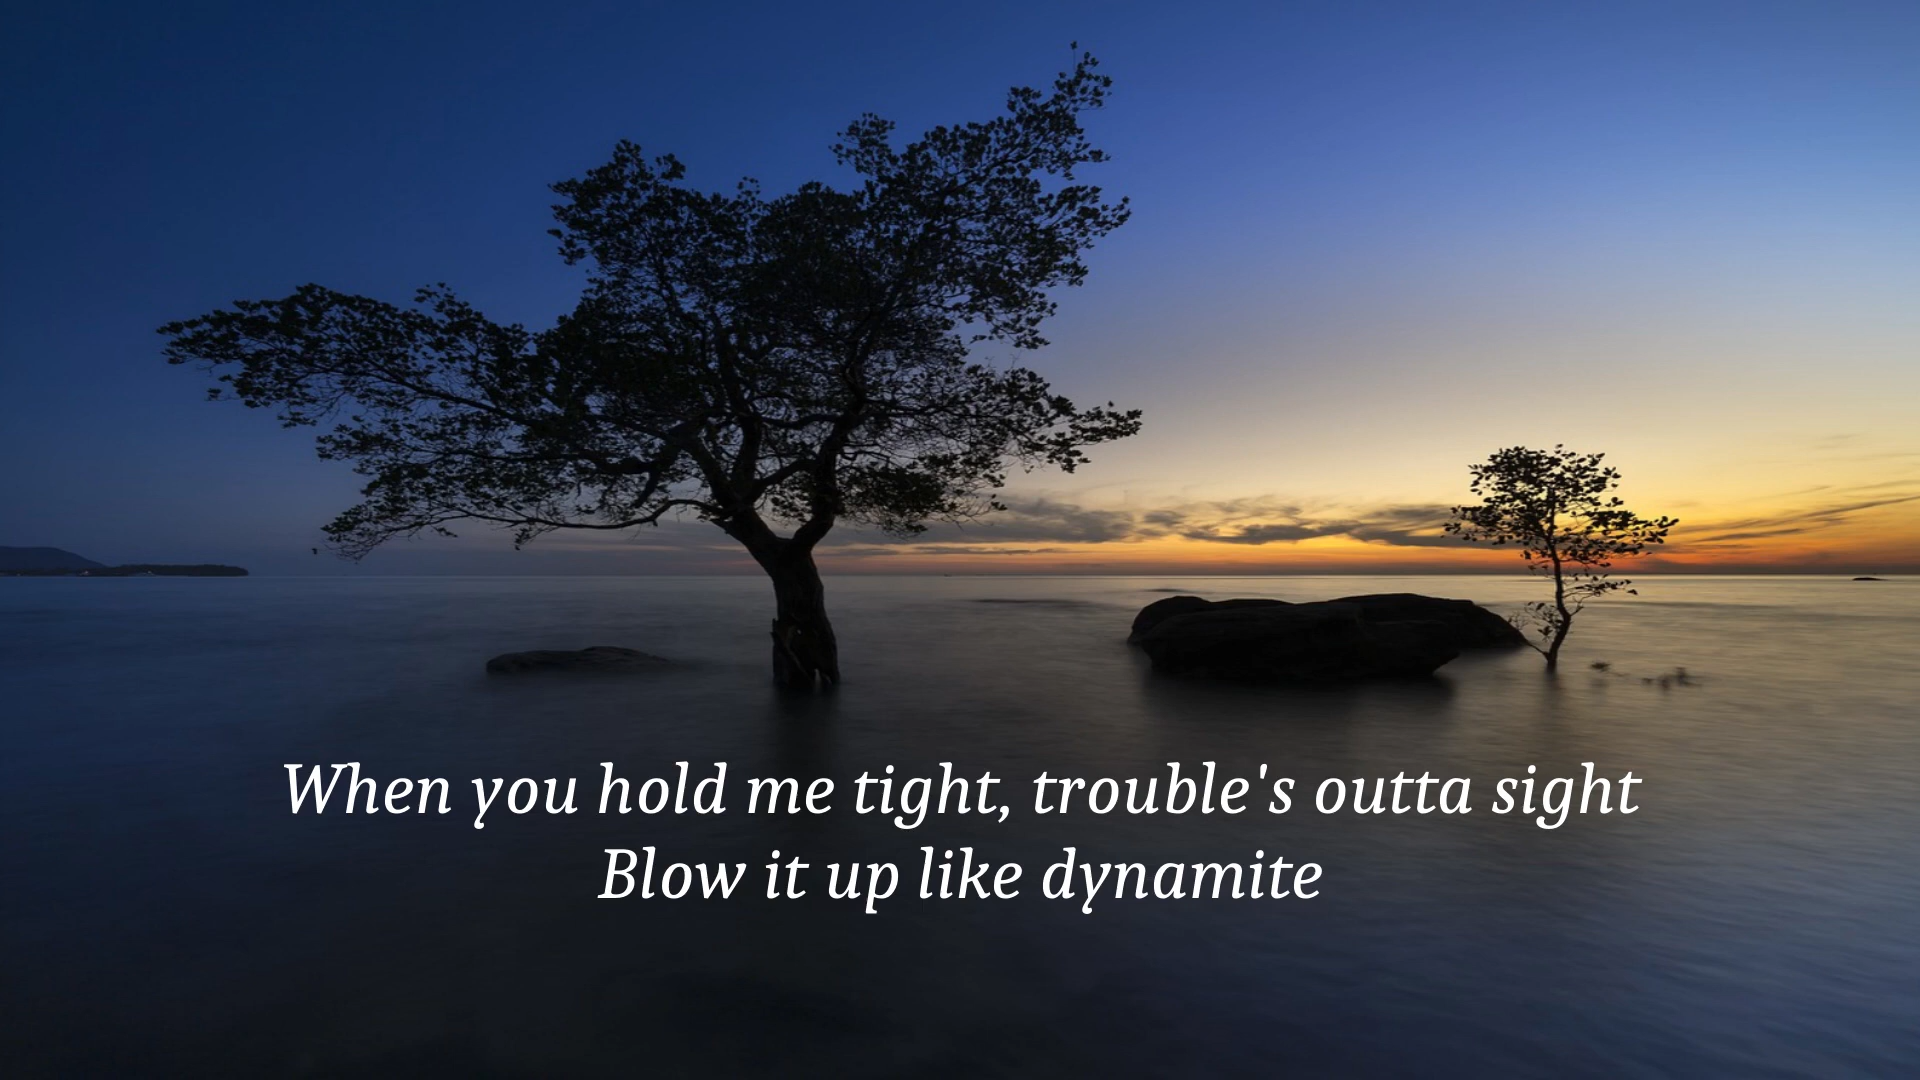 When you hold me tight, trouble's outta sight
Blow it up like dynamite